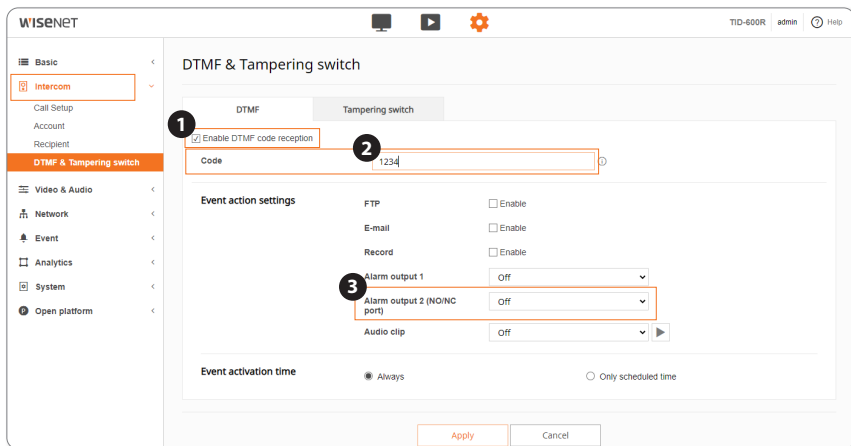 WISENET
TID-600R admin ? Help
Basic
Intercom
Call Setup
Account
Recipient
DTMF & Tampering switch
Video & Audio
Network
Event
Analytics
System
P Open platform
DTMF & Tampering switch
DTMF Tampering switch
1
Enable DTMF code reception
2
Code 1234
Event action settings
FTP Enable
E-mail Enable
Record Enable
Alarm output 1 Off
3
Alarm output 2 (NO/NC Off
port)
Audio clip Off
Event activation time Always Only scheduled time
Apply Cancel